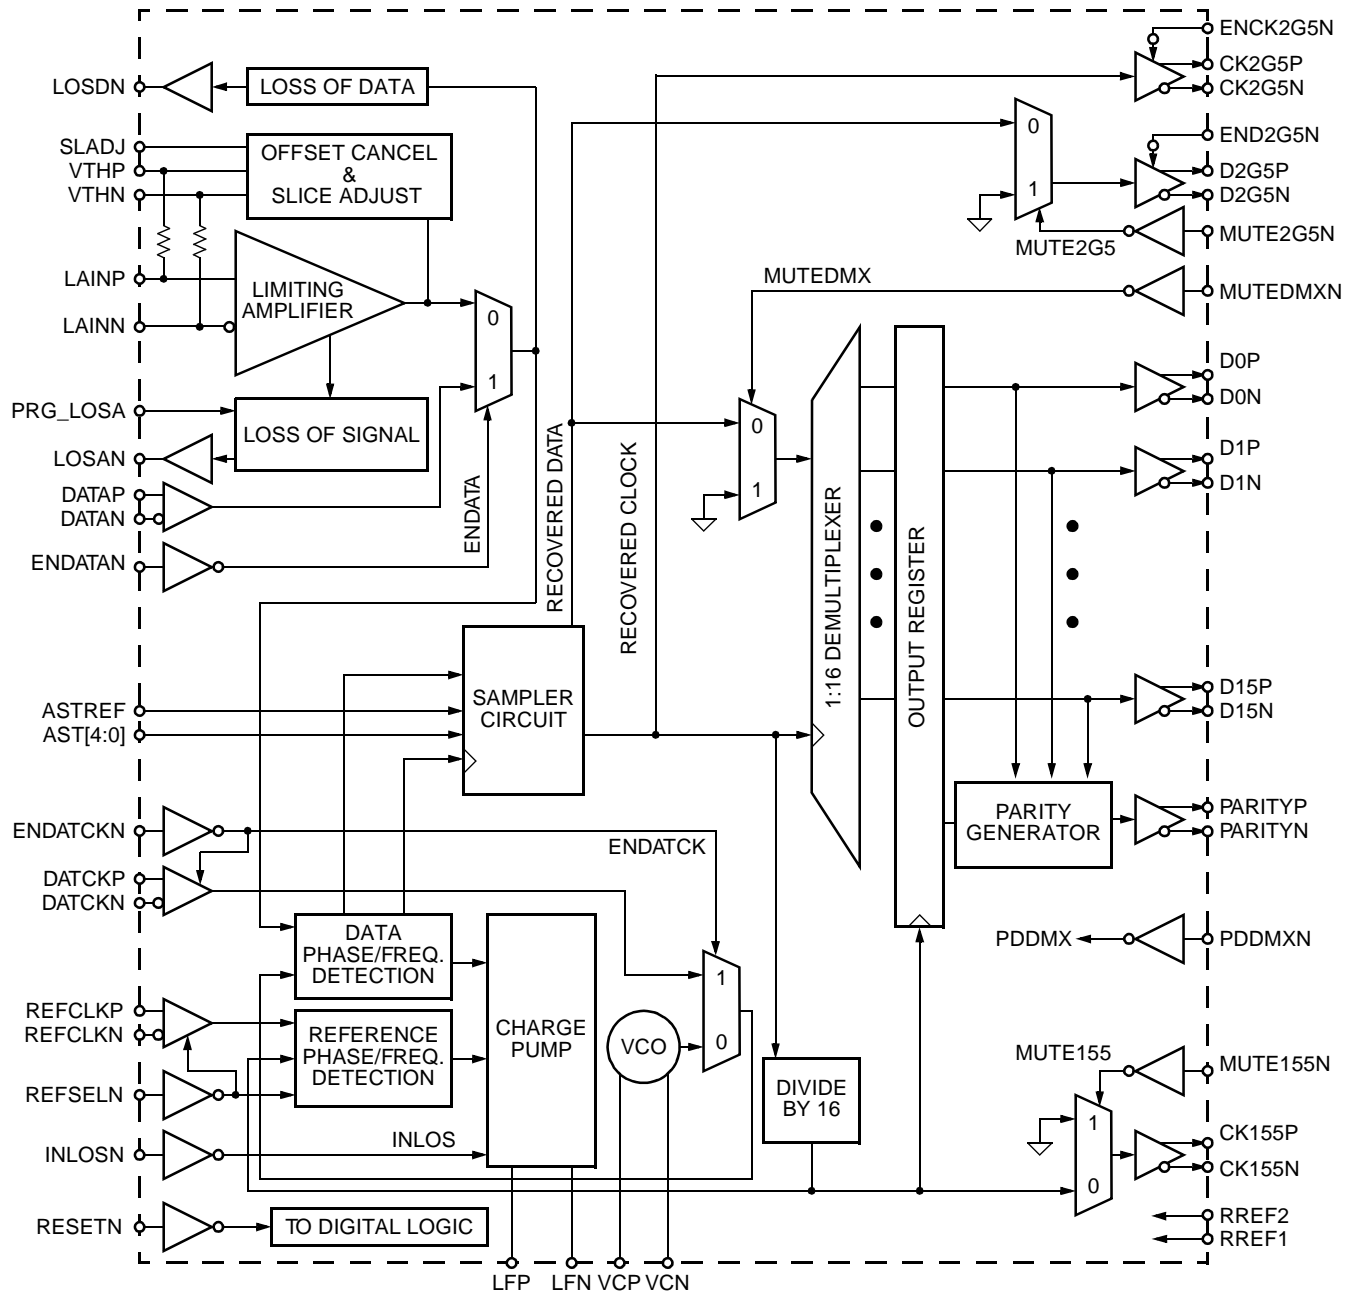 ENCK2G5N
LOSDN
LOSS OF DATA
CK2G5P
CK2G5N
SLADJ
VTHP
VTHN
OFFSET CANCEL
&
SLICE ADJUST
0
1
END2G5N
D2G5P
D2G5N
MUTE2G5
MUTE2G5N
LAINP
LAINN
LIMITING
AMPLIFIER
0
1
MUTEDMX
MUTEDMXN
PRG_LOSA
LOSAN
LOSS OF SIGNAL
DATAP
DATAN
ENDATAN
ENDATA
RECOVERED DATA
RECOVERED CLOCK
0
1
1:16 DEMULTIPLEXER
OUTPUT REGISTER
D0P
D0N
D1P
D1N
ASTREF
AST[4:0]
SAMPLER
CIRCUIT
D15P
D15N
ENDATCKN
ENDATCK
PARITY
GENERATOR
PARITYP
PARITYN
DATCKP
DATCKN
DATA
PHASE/FREQ.
DETECTION
PDDMX
PDDMXN
REFCLKP
REFCLKN
REFERENCE
PHASE/FREQ.
DETECTION
CHARGE
PUMP
VCO
1
0
REFSELN
DIVIDE
BY 16
MUTE155
MUTE155N
INLOSN
INLOS
1
0
CK155P
CK155N
RESETN
TO DIGITAL LOGIC
RREF2
RREF1
LFP
LFN
VCP
VCN